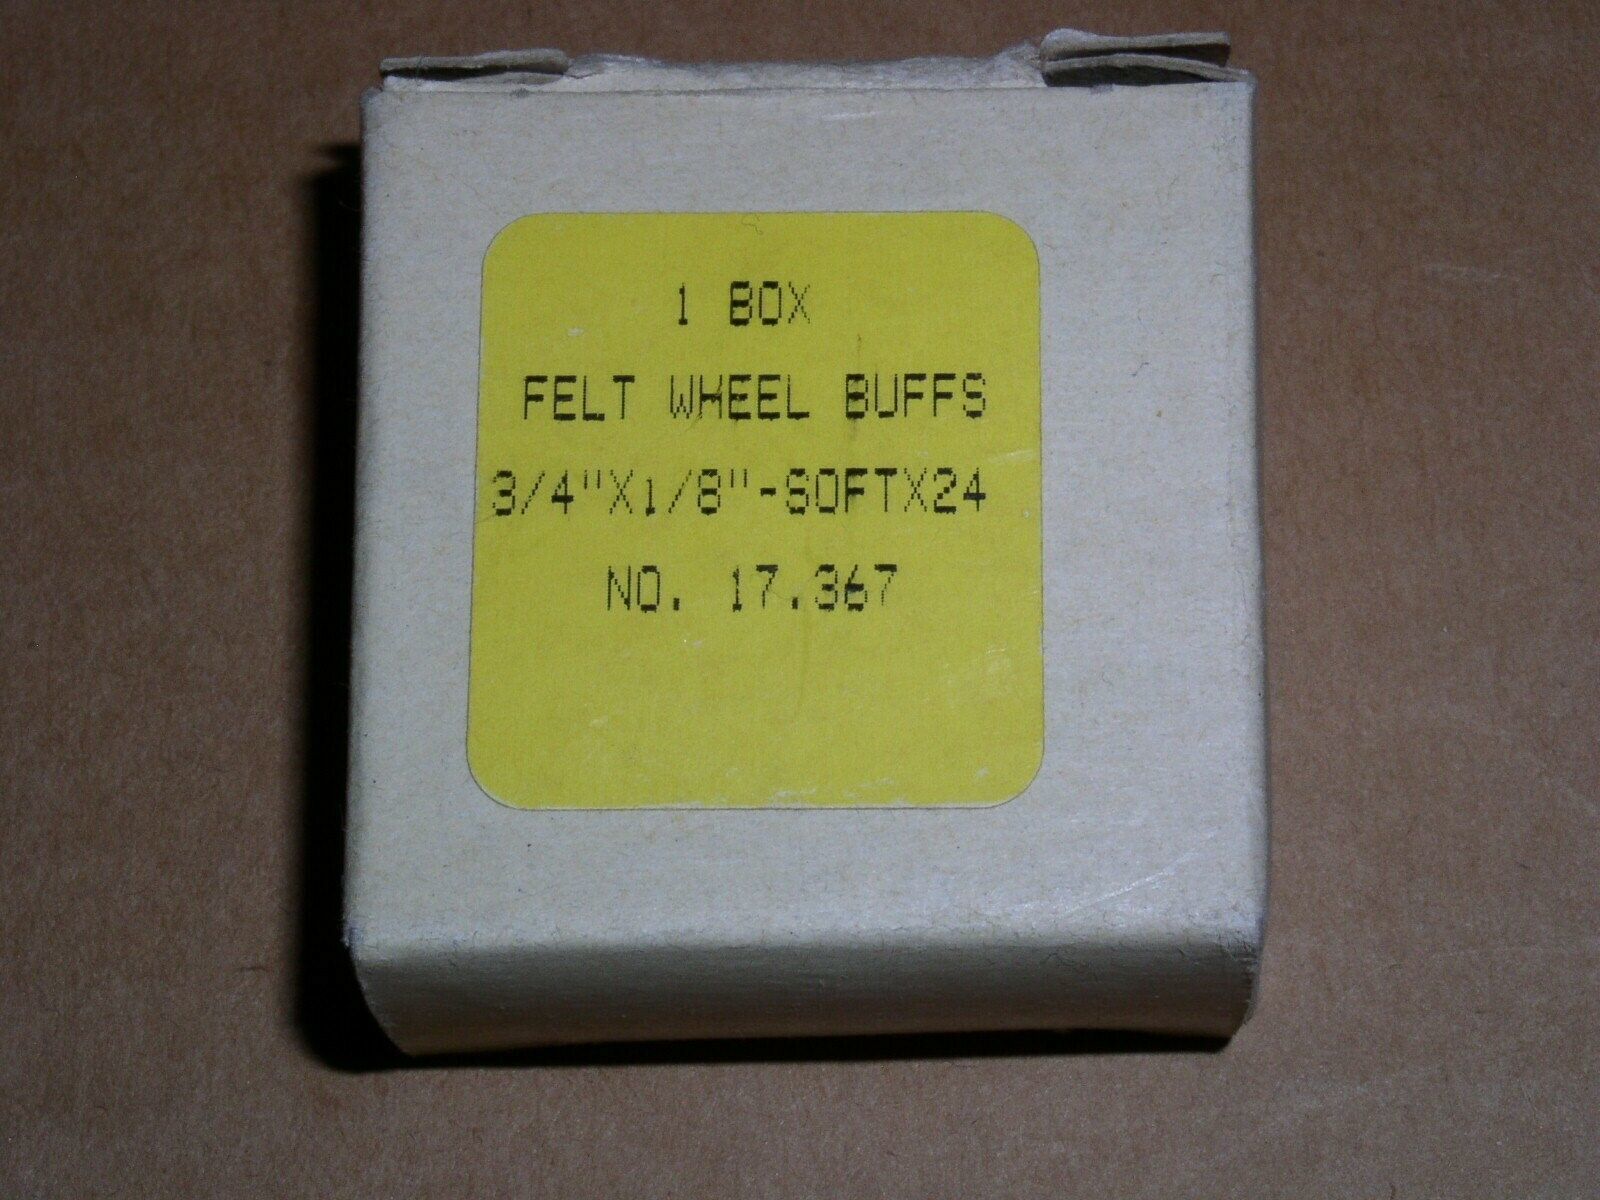 1 BOX
FELT WHEEL BUFFS
3/4"X1/8"-SOFTX24
NO. 17.367